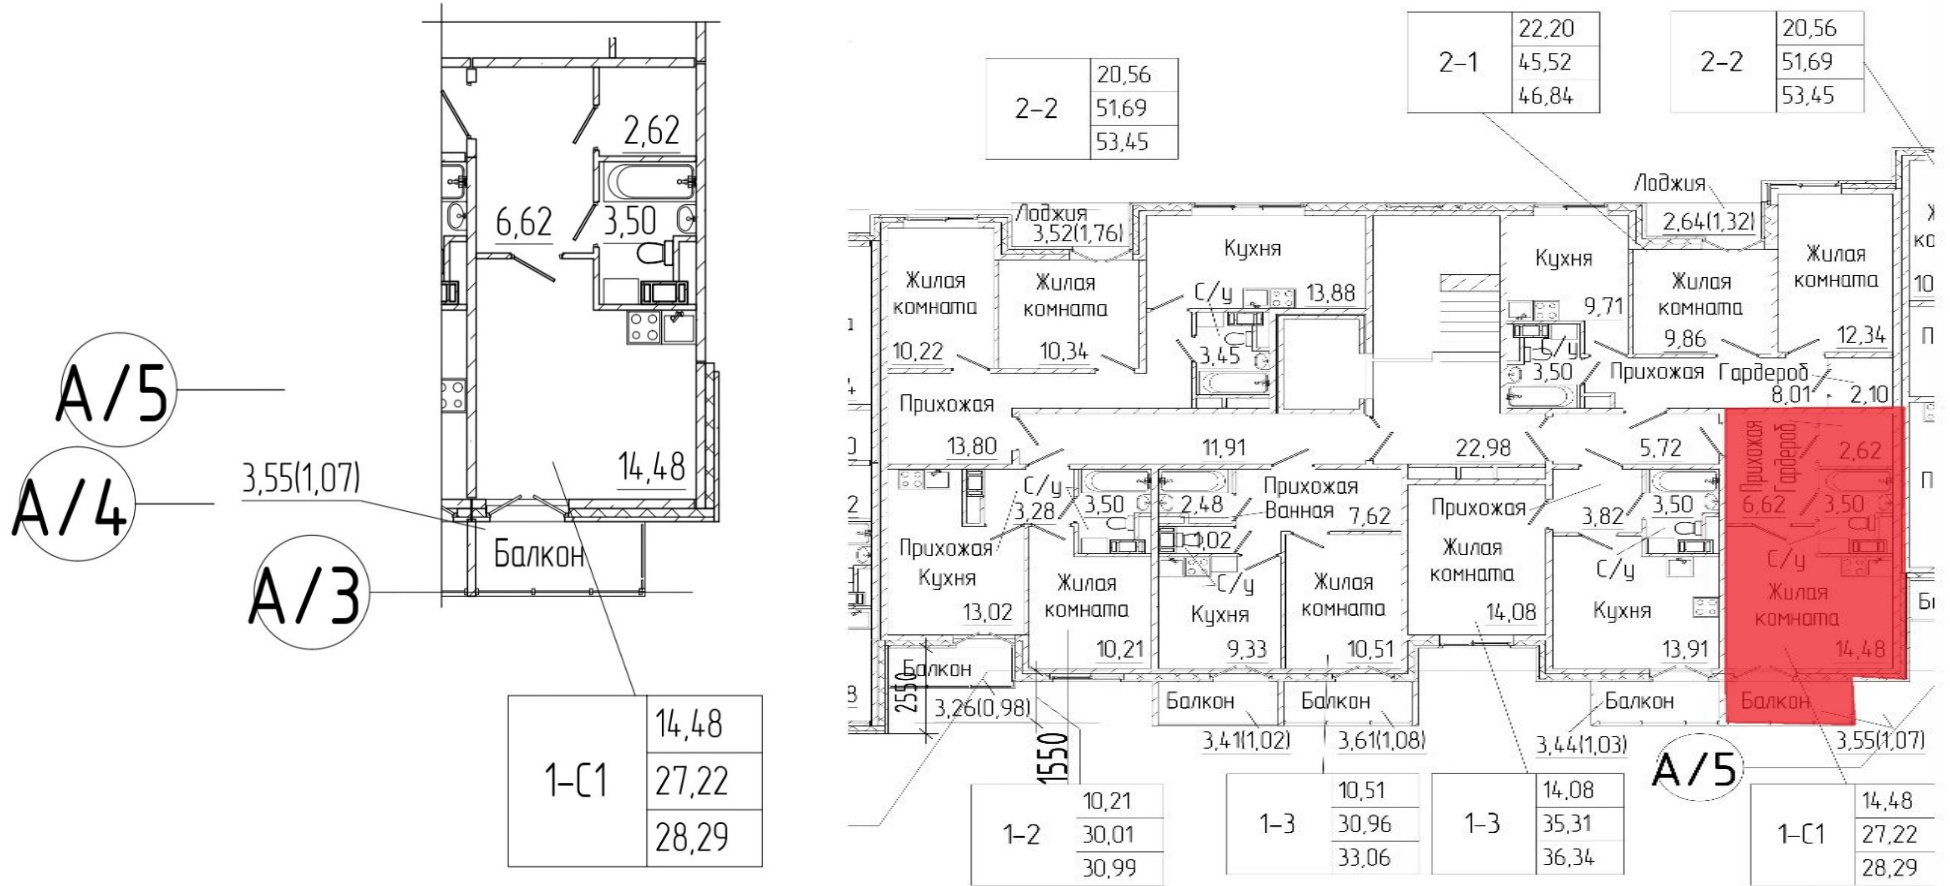 2,62
6,62
3,50
14,48
А/5
А/4
3,55(1,07)
А/3
Балкон
1-С1
14,48
27,22
28,29
2-2
20,56
51,69
53,45
2-1
22,20
45,52
46,84
2-2
20,56
51,69
53,45
Лоджия
3,52(1,76)
Лоджия
2,64(1,32)
Жилая
комната
10,22
Жилая
комната
10,34
Кухня
13,88
С/у
3,45
Кухня
9,71
С/у
3,50
Жилая
комната
9,86
Жилая
комната
12,34
10
П
Прихожая
13,80
11,91
22,98
Прихожая
Гардероб
8,01
2,10
5,72
Прихожая
Гардероб
2,62
6,62
3,50
С/у
Жилая
комната
14,48
С/у
3,28
3,50
Прихожая
Кухня
13,02
Жилая
комната
10,21
2,48
Прихожая
Ванная
7,62
1,02
С/у
Кухня
9,33
Жилая
комната
10,51
Прихожая
3,82
3,50
Жилая
комната
14,08
С/у
Кухня
13,91
Балкон
2550
3,26(0,98)
1550
Балкон
3,41(1,02)
Балкон
3,61(1,08)
Балкон
3,44(1,03)
Балкон
3,55(1,07)
А/5
1-2
10,21
30,01
30,99
1-3
10,51
30,96
33,06
1-3
14,08
35,31
36,34
1-С1
14,48
27,22
28,29